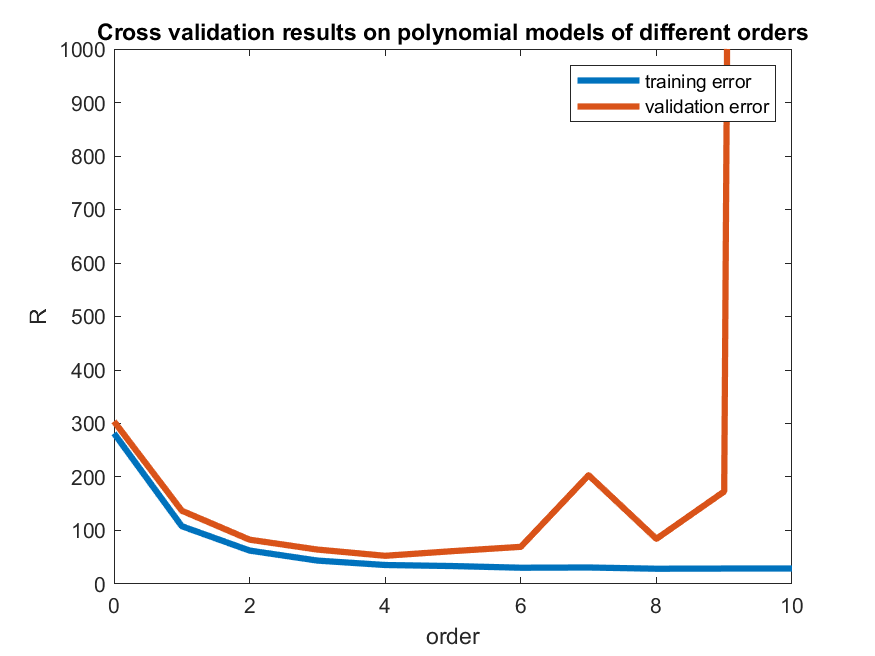 Cross validation results on polynomial models of different orders
1000
900
800
700
600
500
400
300
200
100
0
R
training error
validation error
0 2 4 6 8 10
order